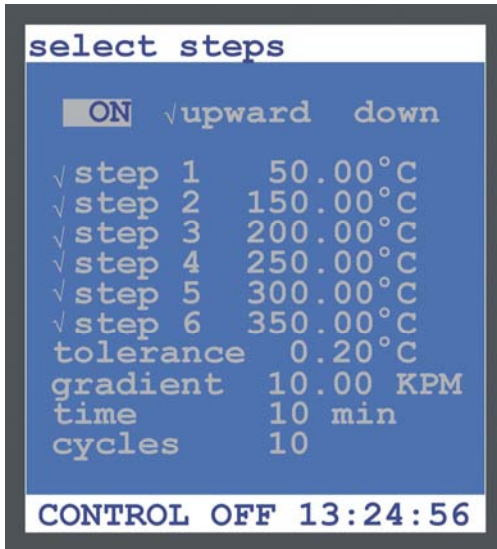 select steps
ON √upward down
√step 1 50.00°C
√step 2 150.00°C
√step 3 200.00°C
√step 4 250.00°C
√step 5 300.00°C
√step 6 350.00°C
tolerance 0.20°C
gradient 10.00 KPM
time 10 min
cycles 10
CONTROL OFF 13:24:56